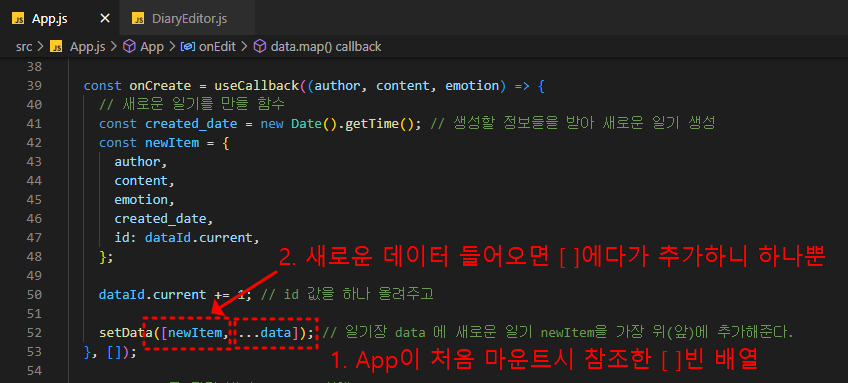 JS App.js × JS DiaryEditor.js
src > JS App.js > App > onEdit > data.map() callback
38
39 const onCreate = useCallback((author, content, emotion) => {
40 // 새로운 일기를 만들 함수
41 const created_date = new Date().getTime(); // 생성할 정보들을 받아 새로운 일기 생성
42 const newItem = {
43 author,
44 content,
45 emotion,
46 created_date,
47 id: dataId.current,
48 };
2. 새로운 데이터 들어오면 [ ]에다가 추가하니 하나뿐
49
50 dataId.current += 1; // id 값을 하나 올려주고
51
52 setData([newItem, ...data]); // 일기장 data 에 새로운 일기 newItem을 가장 위(앞)에 추가해준다.
53 }, []);
1. App이 처음 마운트시 참조한 [ ]빈 배열
54